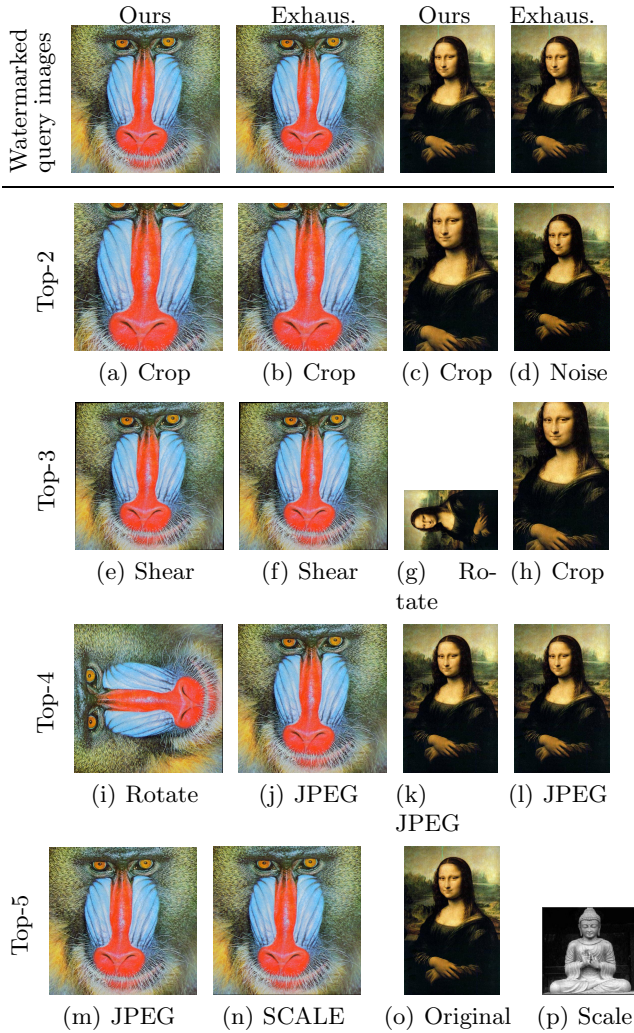 Ours Exhaus. Ours Exhaus.
Watermarked
query images
Top-2
(a) Crop (b) Crop (c) Crop (d) Noise
Top-3
(e) Shear (f) Shear (g) Ro- (h) Crop
tate
Top-4
(i) Rotate (j) JPEG (k) (l) JPEG
JPEG
Top-5
(m) JPEG (n) SCALE (o) Original (p) Scale